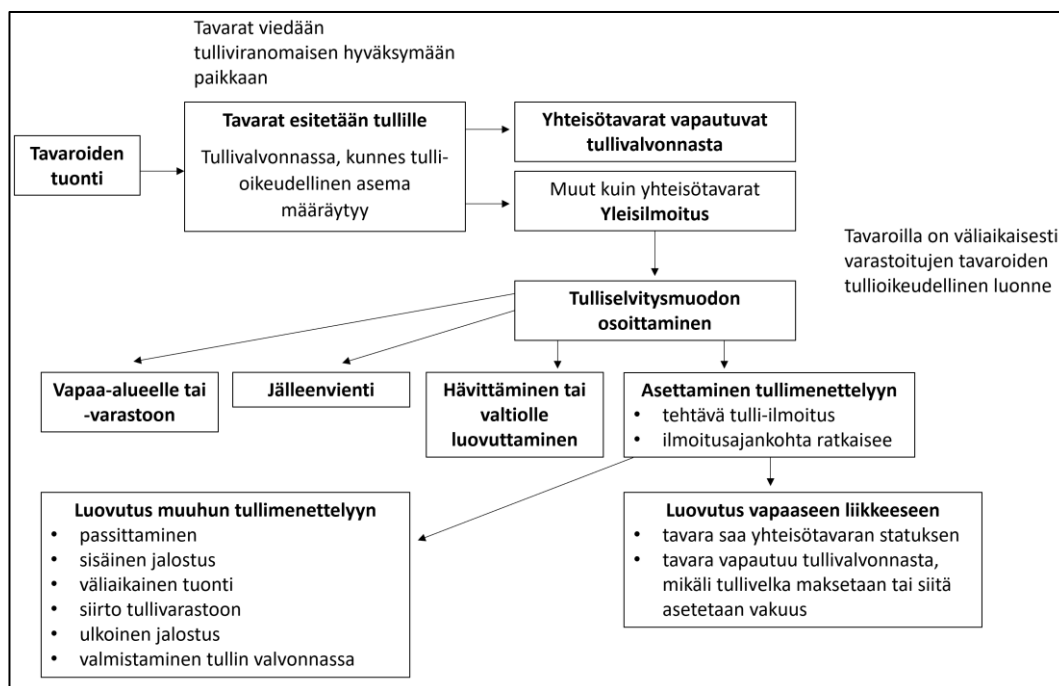 Tavarat viedään
tulliviranomaisen hyväksymään
paikkaan
Tavaroiden
tuonti
Tavarat esitetään tullille
Tullivalvonnassa, kunnes tulli-
oikeudellinen asema
määräytyy
Yhteisötavarat vapautuvat
tullivalvonnasta
Muut kuin yhteisötavarat
Yleisilmoitus
Tavaroilla on väliaikaisesti
varastoitujen tavaroiden
tullioikeudellinen luonne
Tulliselvitysmuodon
osoittaminen
Vapaa-alueelle tai
-varastoon
Jälleenvienti
Hävittäminen tai
valtiolle
luovuttaminen
Asettaminen tullimenettelyyn
• tehtävä tulli-ilmoitus
• ilmoitusajankohta ratkaisee
Luovutus muuhun tullimenettelyyn
• passittaminen
• sisäinen jalostus
• väliaikainen tuonti
• siirto tullivarastoon
• ulkoinen jalostus
• valmistaminen tullin valvonnassa
Luovutus vapaaseen liikkeeseen
• tavara saa yhteisötavaran statuksen
• tavara vapautuu tullivalvonnasta,
mikäli tullivelka maksetaan tai siitä
asetetaan vakuus